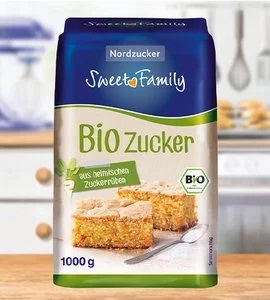 Nordzucker
Sweet Family
Bio Zucker
aus heimischen
Zuckerrüben
BiO
1000 g